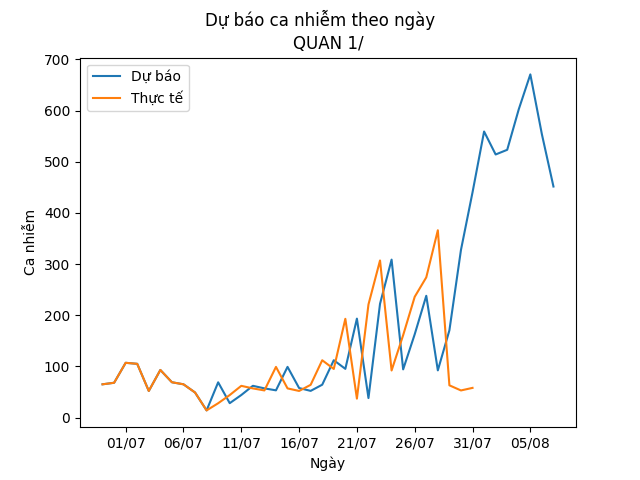 Dự báo ca nhiễm theo ngày
QUAN 1/
Dự báo
Thực tế
700
600
500
400
300
200
100
0
Ca nhiễm
01/07 06/07 11/07 16/07 21/07 26/07 31/07 05/08
Ngày